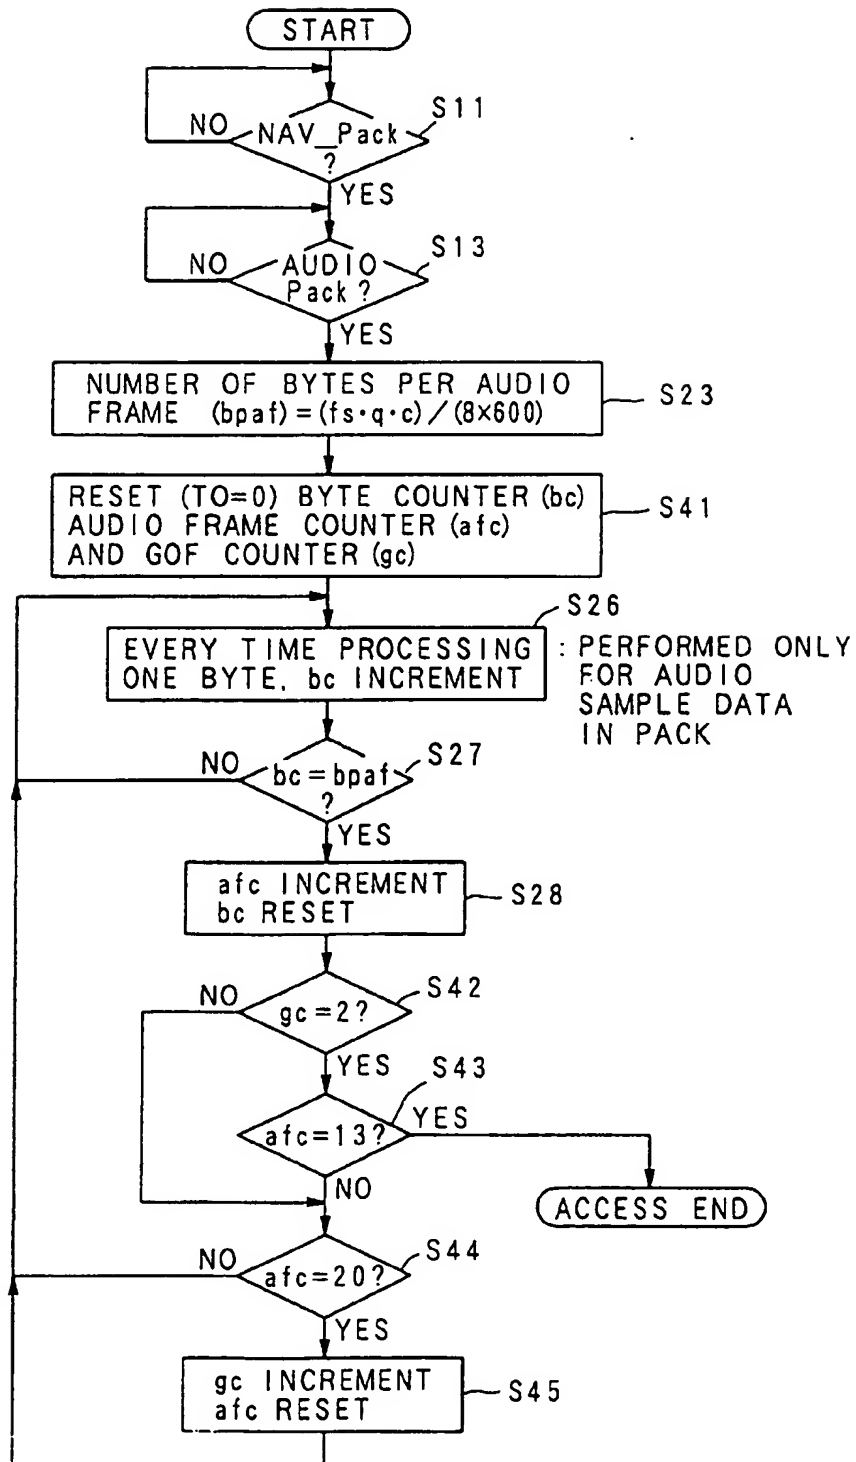 START
S11
NO
NAV_Pack
?
YES
S13
NO
AUDIO
Pack?
YES
NUMBER OF BYTES PER AUDIO
FRAME (bpaf)=(fs·q·c)/(8×600)
S23
RESET (TO=0) BYTE COUNTER (bc)
AUDIO FRAME COUNTER (afc)
AND GOF COUNTER (gc)
S41
S26
EVERY TIME PROCESSING
ONE BYTE, bc INCREMENT
: PERFORMED ONLY
FOR AUDIO
SAMPLE DATA
IN PACK
S27
NO
bc=bpaf
?
YES
afc INCREMENT
bc RESET
S28
S42
NO
gc=2?
YES
S43
afc=13?
YES
NO
ACCESS END
S44
NO
afc=20?
YES
gc INCREMENT
afc RESET
S45